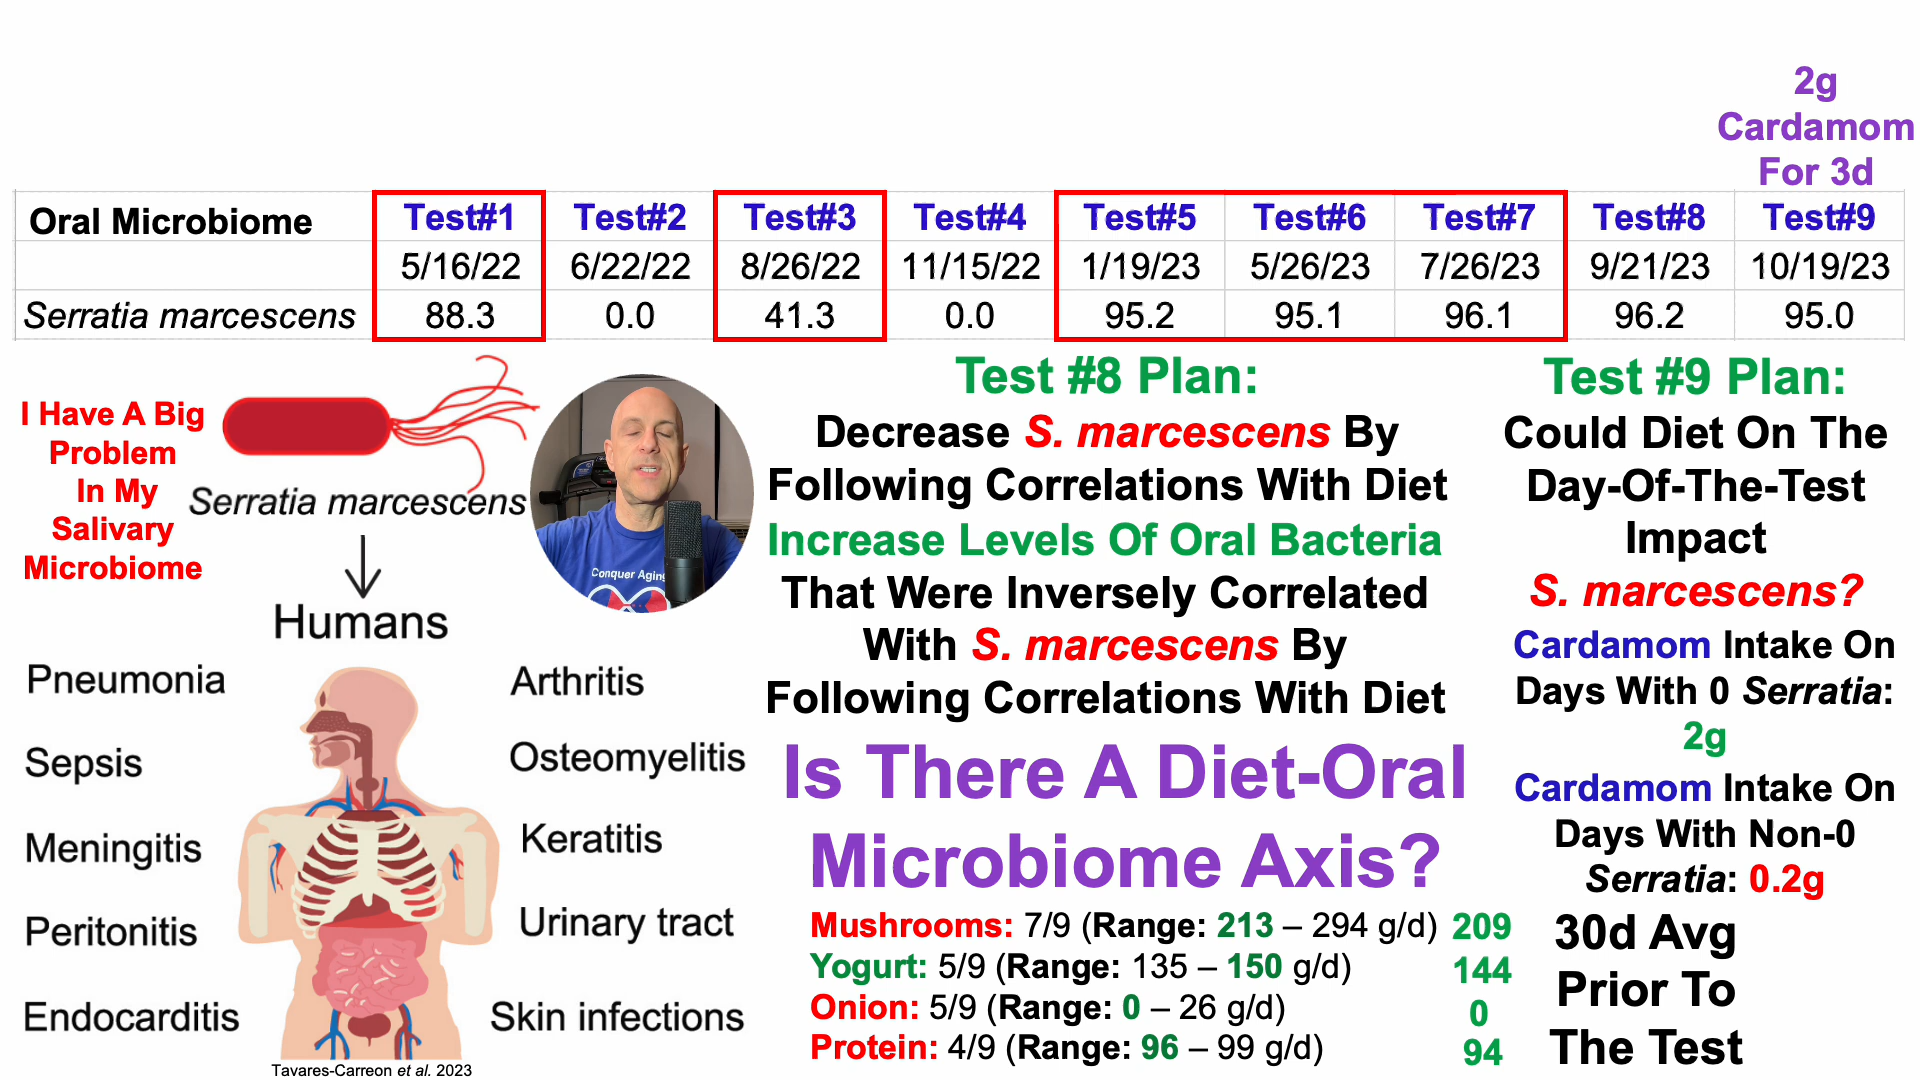 2g
Cardamom
For 3d
Oral Microbiome Test#1 Test#2 Test#3 Test#4 Test#5 Test#6 Test#7 Test#8 Test#9
5/16/22 6/22/22 8/26/22 11/15/22 1/19/23 5/26/23 7/26/23 9/21/23 10/19/23
Serratia marcescens 88.3 0.0 41.3 0.0 95.2 95.1 96.1 96.2 95.0
I Have A Big
Problem
In My
Salivary
Microbiome
Serratia marcescens
Humans
Pneumonia
Sepsis
Meningitis
Peritonitis
Endocarditis
Arthritis
Osteomyelitis
Keratitis
Urinary tract
Skin infections
Tavares-Carreon et al. 2023
Conquer Aging
Test #8 Plan:
Decrease S. marcescens By
Following Correlations With Diet
Increase Levels Of Oral Bacteria
That Were Inversely Correlated
With S. marcescens By
Following Correlations With Diet
Is There A Diet-Oral
Microbiome Axis?
Mushrooms: 7/9 (Range: 213 – 294 g/d) 209
Yogurt: 5/9 (Range: 135 – 150 g/d) 144
Onion: 5/9 (Range: 0 – 26 g/d) 0
Protein: 4/9 (Range: 96 – 99 g/d) 94
Test #9 Plan:
Could Diet On The
Day-Of-The-Test
Impact
S. marcescens?
Cardamom Intake On
Days With 0 Serratia:
2g
Cardamom Intake On
Days With Non-0
Serratia: 0.2g
30d Avg
Prior To
The Test